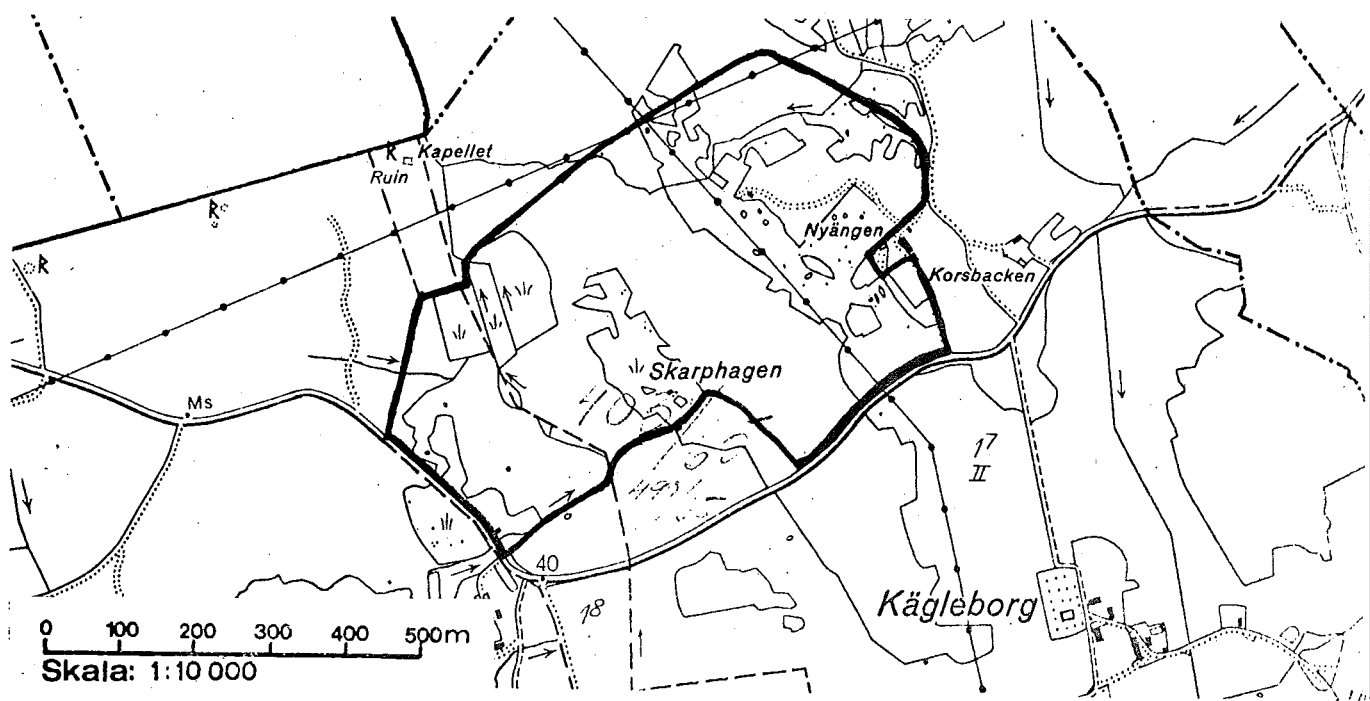 R Kapellet
Ruin
R
R
Nyängen
Korsbacken
Skarphagen
Ms
17
II
40
18
Kägleborg
0 100 200 300 400 500m
Skala: 1:10 000